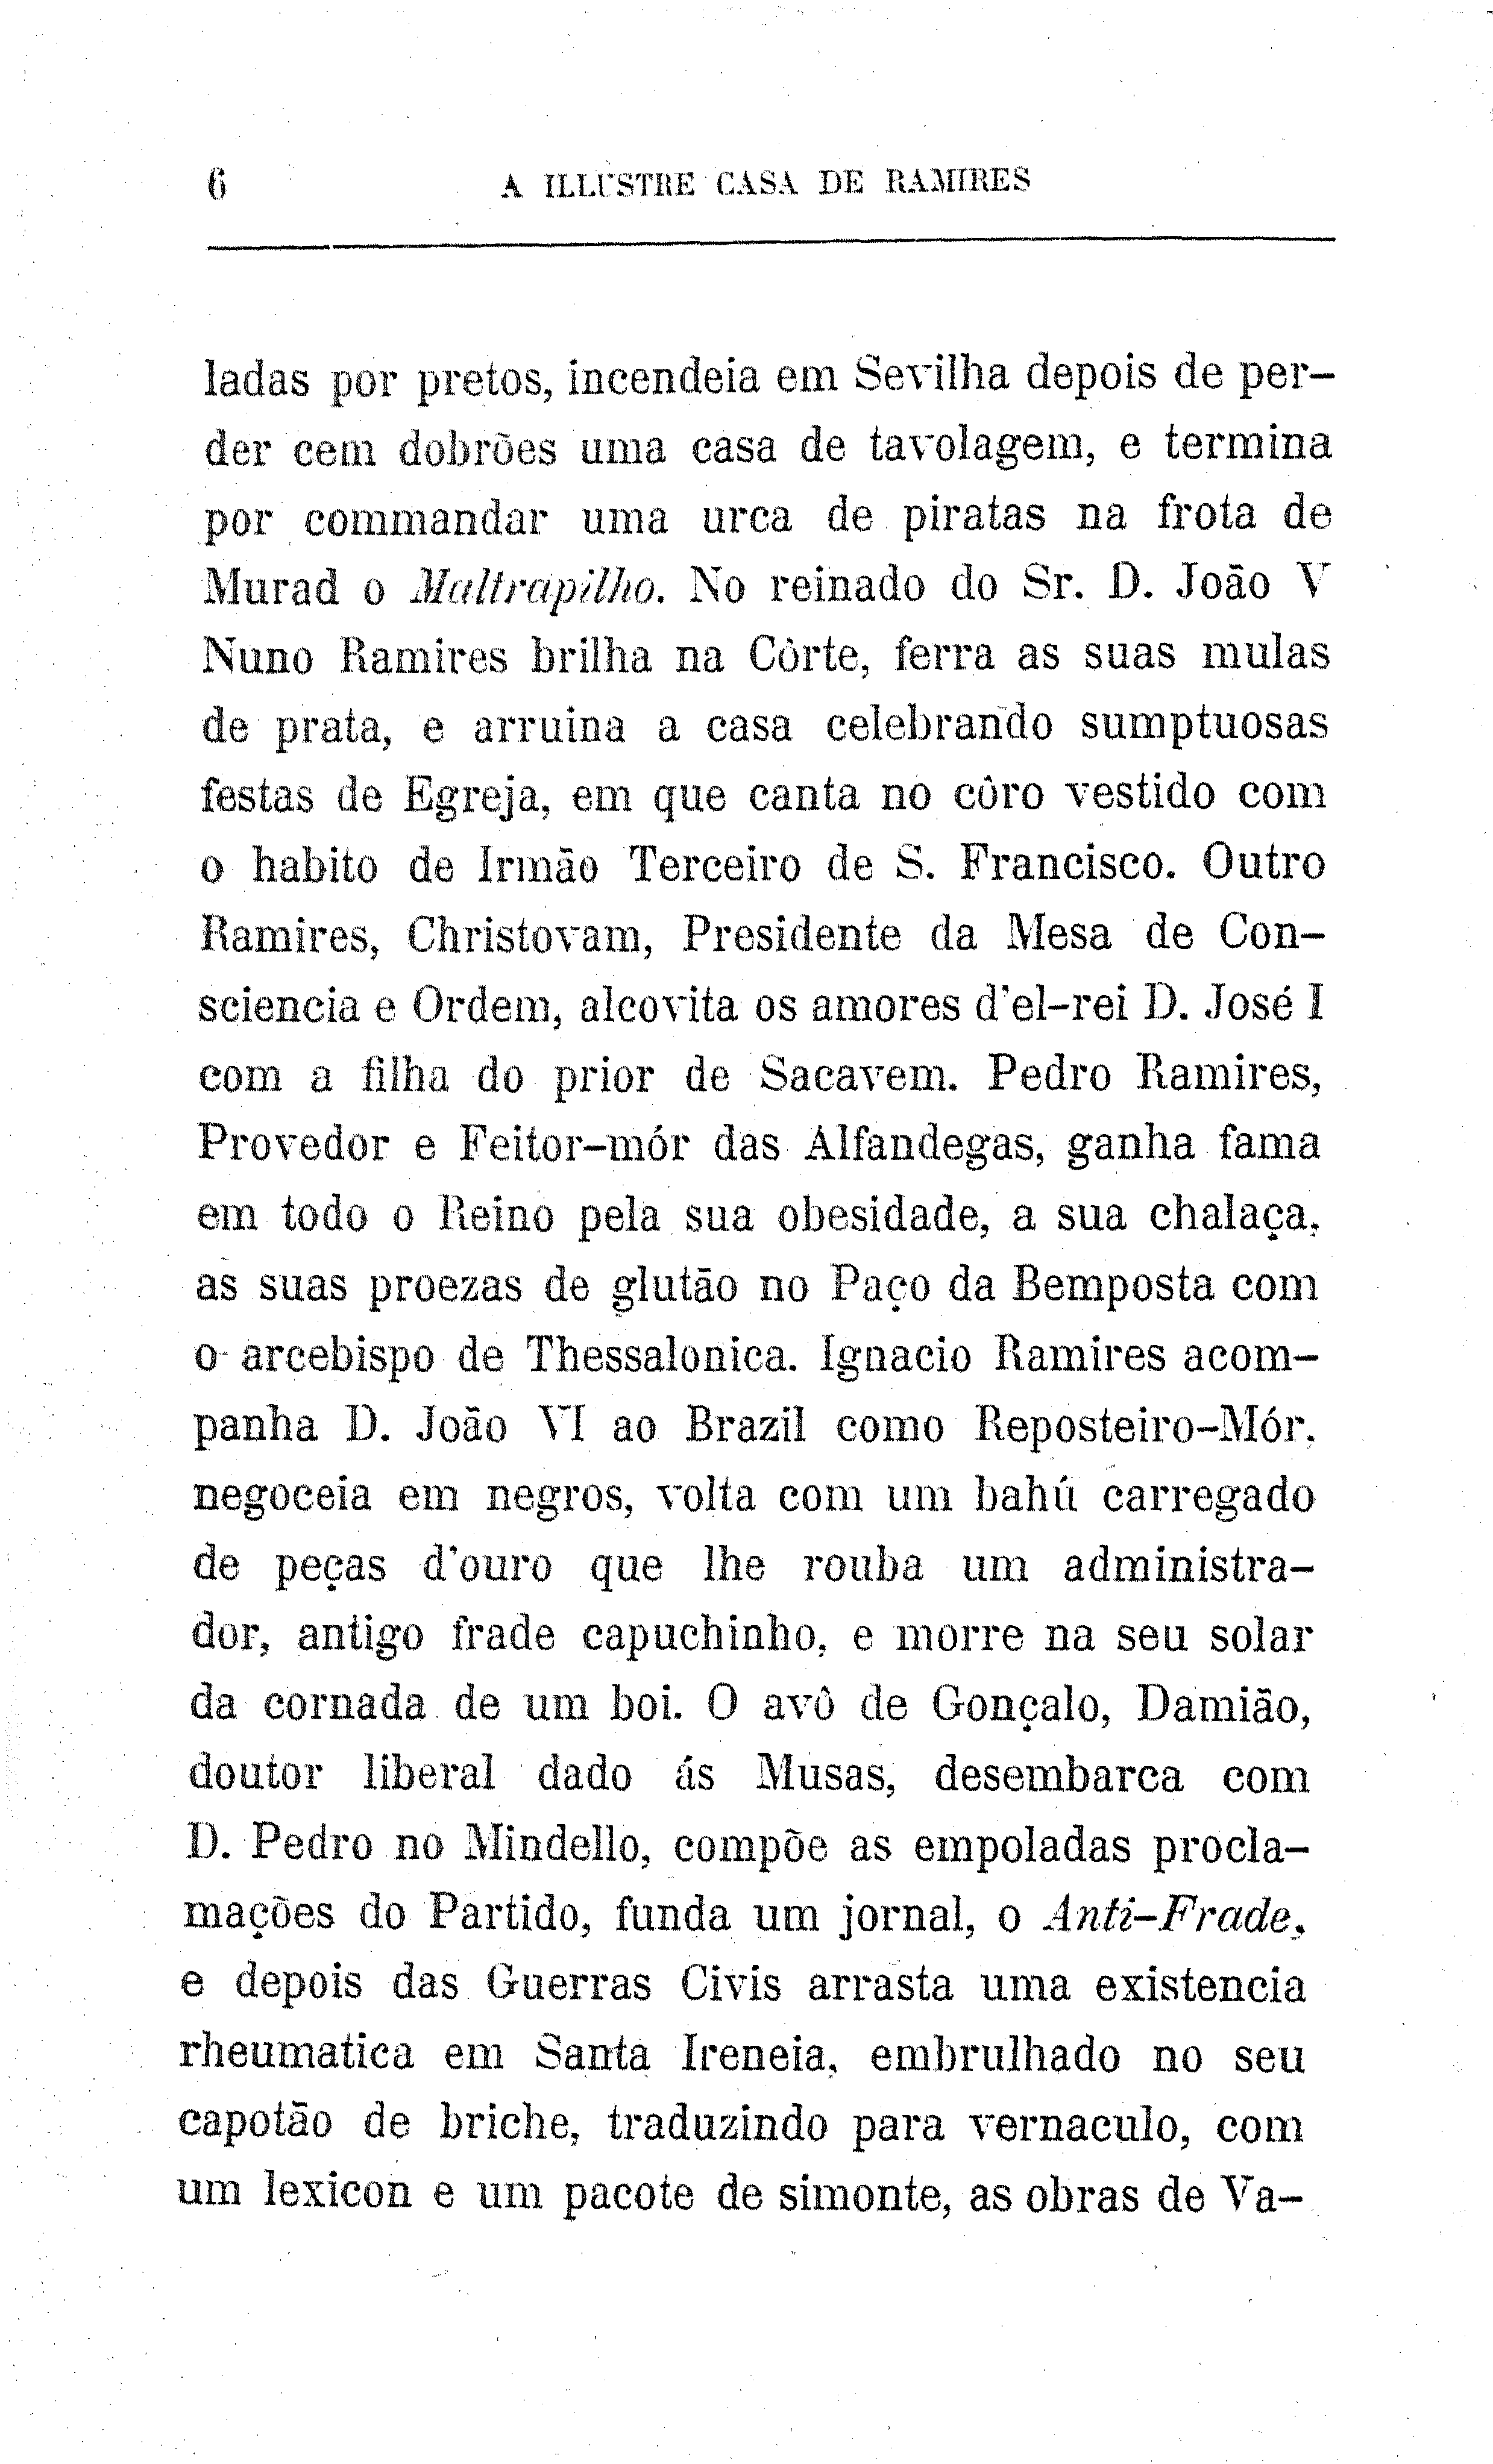 6 A ILLUSTRE CASA DE RAMIRES
ladas por pretos, incendeia em Sevilha depois de per-
der cem dobrões uma casa de tavolagem, e termina
por commandar uma urca de piratas na frota de
Murad o Maltrapilho. No reinado do Sr. D. João V
Nuno Ramires brilha na Côrte, ferra as suas mulas
de prata, e arruina a casa celebrando sumptuosas
festas de Egreja, em que canta no côro vestido com
o habito de Irmão Terceiro de S. Francisco. Outro
Ramires, Christovam, Presidente da Mesa de Con-
sciencia e Ordem, alcovita os amores d'el-rei D. José I
com a filha do prior de Sacavem. Pedro Ramires,
Provedor e Feitor-mór das Alfandegas, ganha fama
em todo o Reino pela sua obesidade, a sua chalaça,
as suas proezas de glutão no Paço da Bemposta com
o arcebispo de Thessalonica. Ignacio Ramires acom-
panha D. João VI ao Brazil como Reposteiro-Mór,
negoceia em negros, volta com um bahú carregado
de peças d'ouro que lhe rouba um administra-
dor, antigo frade capuchinho, e morre na seu solar
da cornada de um boi. O avô de Gonçalo, Damião,
doutor liberal dado ás Musas, desembarca com
D. Pedro no Mindello, compõe as empoladas procla-
mações do Partido, funda um jornal, o Anti-Frade,
e depois das Guerras Civis arrasta uma existencia
rheumatica em Santa Ireneia, embrulhado no seu
capotão de briche, traduzindo para vernaculo, com
um lexicon e um pacote de simonte, as obras de Va-